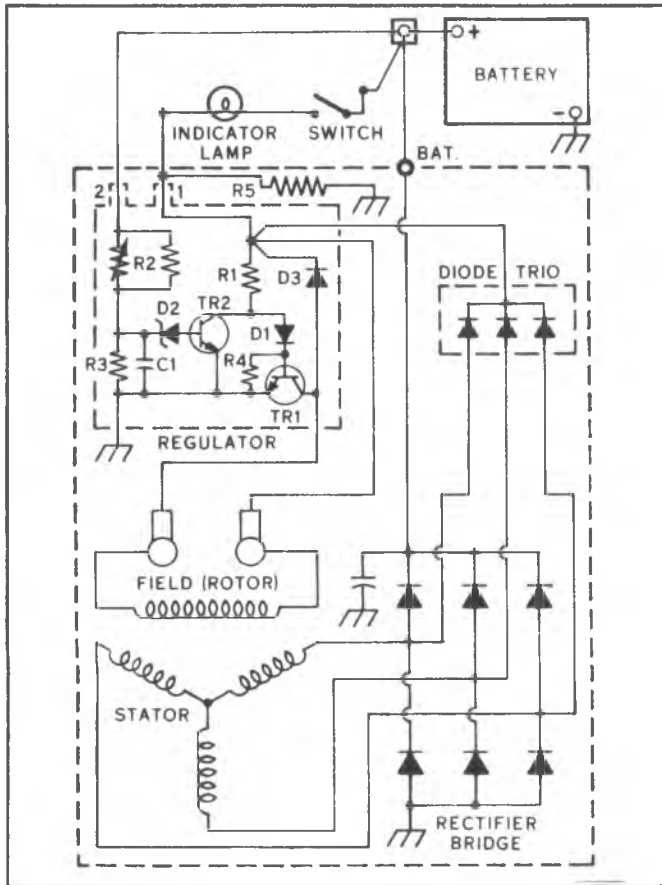 +
BATTERY
-
INDICATOR
LAMP
SWITCH
BAT.
2
1
R5
R2
R1
D3
DIODE TRIO
D2
TR2
D1
R3
C1
R4
TR1
REGULATOR
FIELD (ROTOR)
STATOR
RECTIFIER
BRIDGE